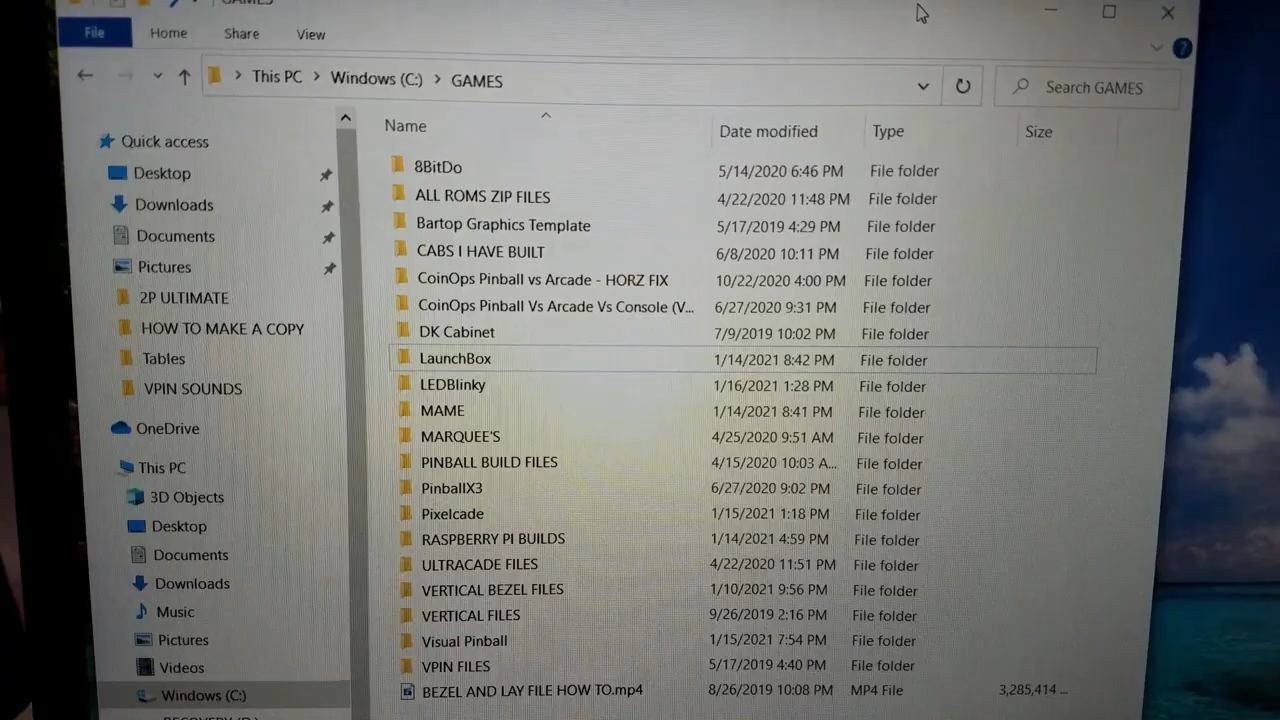 GAMES
File Home Share View
This PC > Windows (C:) > GAMES
Search GAMES
Name Date modified Type Size
Quick access
Desktop
Downloads
Documents
Pictures
2P ULTIMATE
HOW TO MAKE A COPY
Tables
VPIN SOUNDS
OneDrive
This PC
3D Objects
Desktop
Documents
Downloads
Music
Pictures
Videos
Windows (C:)
8BitDo 5/14/2020 6:46 PM File folder
ALL ROMS ZIP FILES 4/22/2020 11:48 PM File folder
Bartop Graphics Template 5/17/2019 4:29 PM File folder
CABS I HAVE BUILT 6/8/2020 10:11 PM File folder
CoinOps Pinball vs Arcade - HORZ FIX 10/22/2020 4:00 PM File folder
CoinOps Pinball Vs Arcade Vs Console (V... 6/27/2020 9:31 PM File folder
DK Cabinet 7/9/2019 10:02 PM File folder
LaunchBox 1/14/2021 8:42 PM File folder
LEDBlinky 1/16/2021 1:28 PM File folder
MAME 1/14/2021 8:41 PM File folder
MARQUEE'S 4/25/2020 9:51 AM File folder
PINBALL BUILD FILES 4/15/2020 10:03 A... File folder
PinballX3 6/27/2020 9:02 PM File folder
Pixelcade 1/15/2021 1:18 PM File folder
RASPBERRY PI BUILDS 1/14/2021 4:59 PM File folder
ULTRACADE FILES 4/22/2020 11:51 PM File folder
VERTICAL BEZEL FILES 1/10/2021 9:56 PM File folder
VERTICAL FILES 9/26/2019 2:16 PM File folder
Visual Pinball 1/15/2021 7:54 PM File folder
VPIN FILES 5/17/2019 4:40 PM File folder
BEZEL AND LAY FILE HOW TO.mp4 8/26/2019 10:08 PM MP4 File 3,285,414 ...